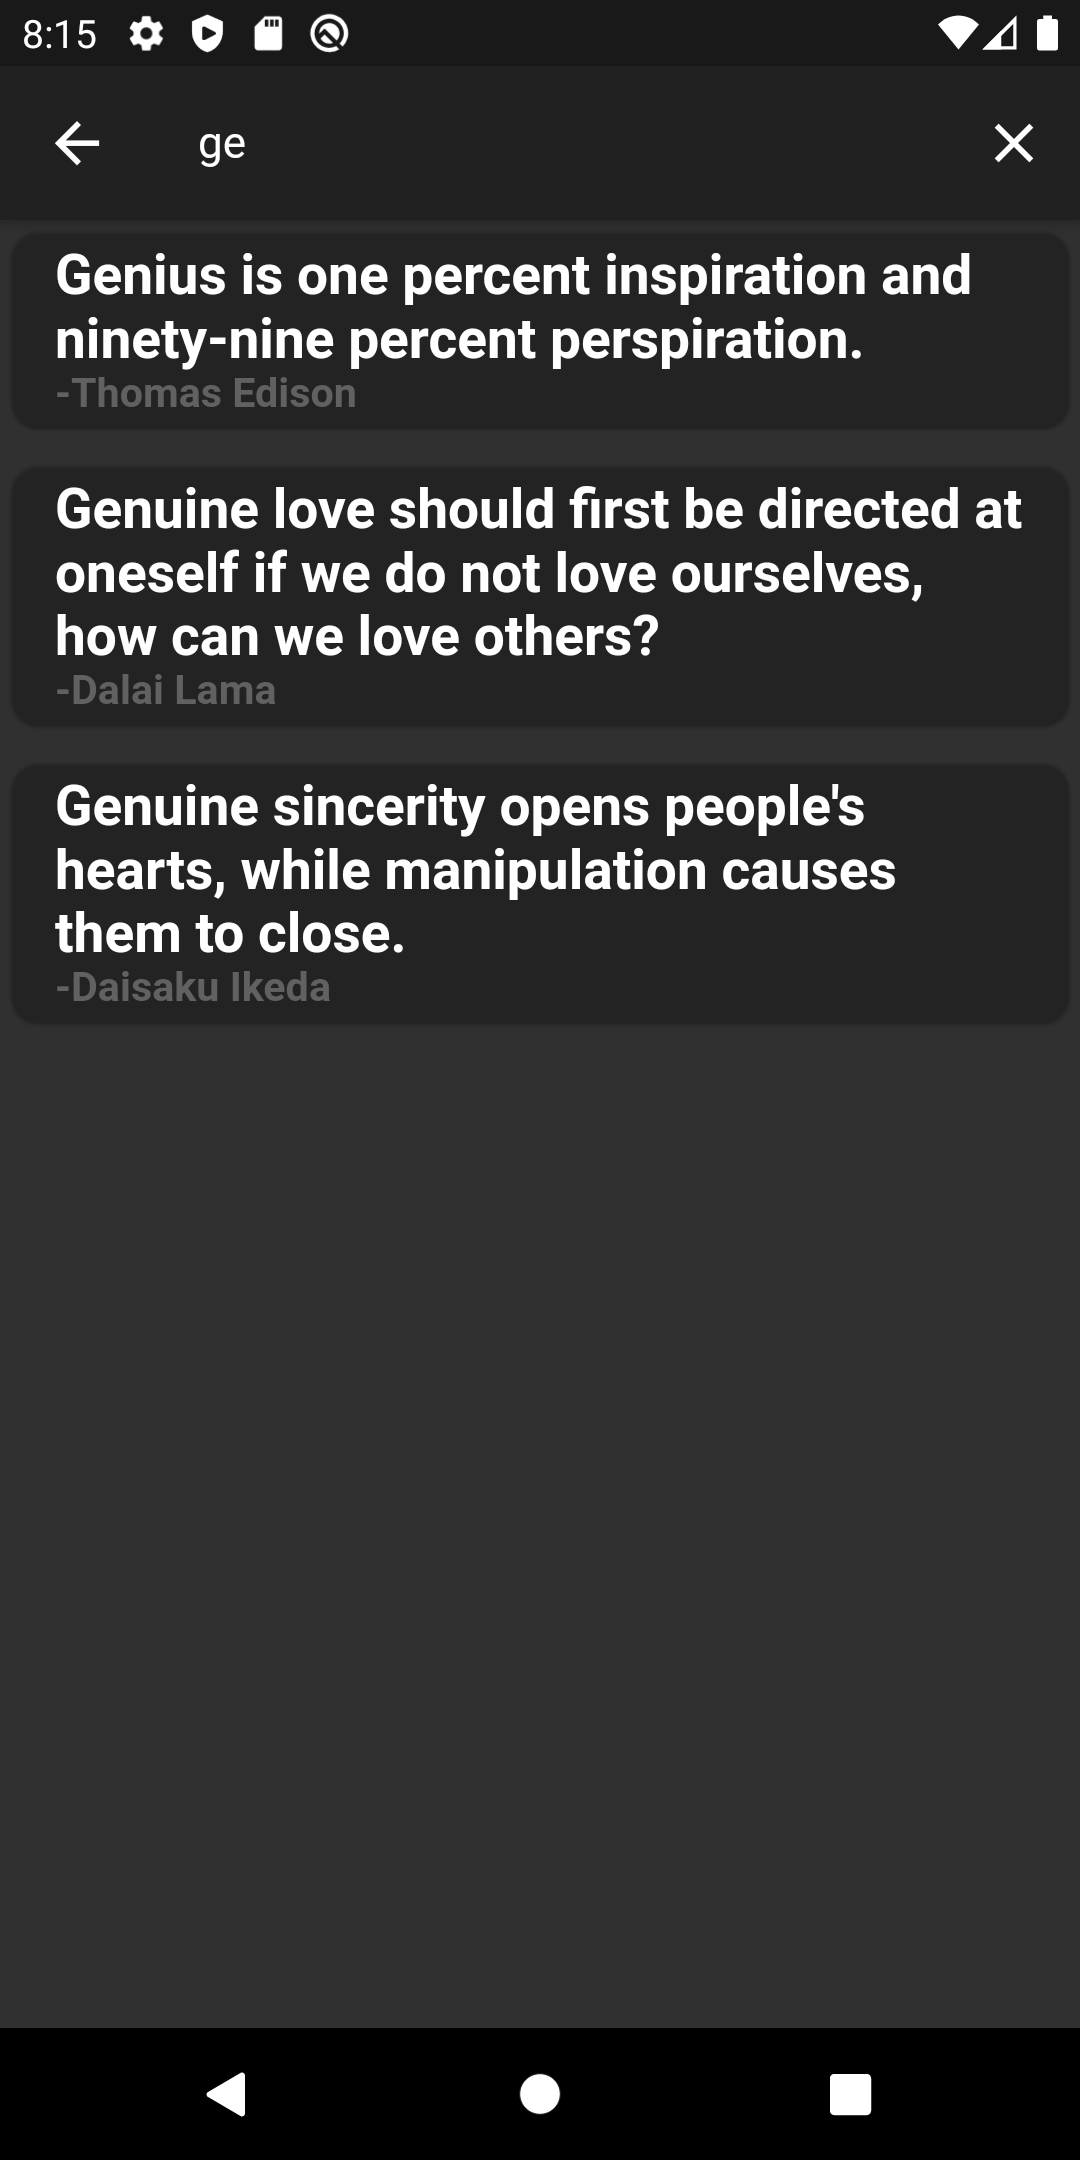 8:15
ge
Genius is one percent inspiration and
ninety-nine percent perspiration.
-Thomas Edison
Genuine love should first be directed at
oneself if we do not love ourselves,
how can we love others?
-Dalai Lama
Genuine sincerity opens people's
hearts, while manipulation causes
them to close.
-Daisaku Ikeda